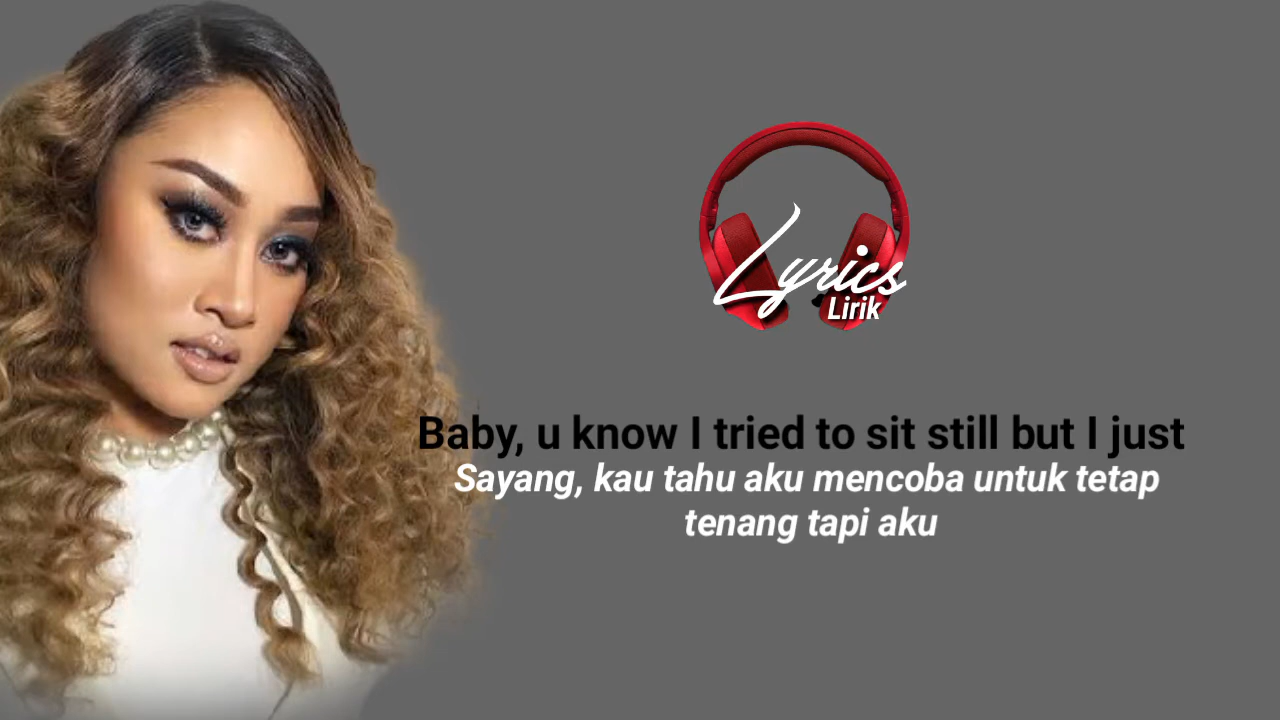 Lyrics
Lirik
Baby, u know I tried to sit still but I just
Sayang, kau tahu aku mencoba untuk tetap
tenang tapi aku